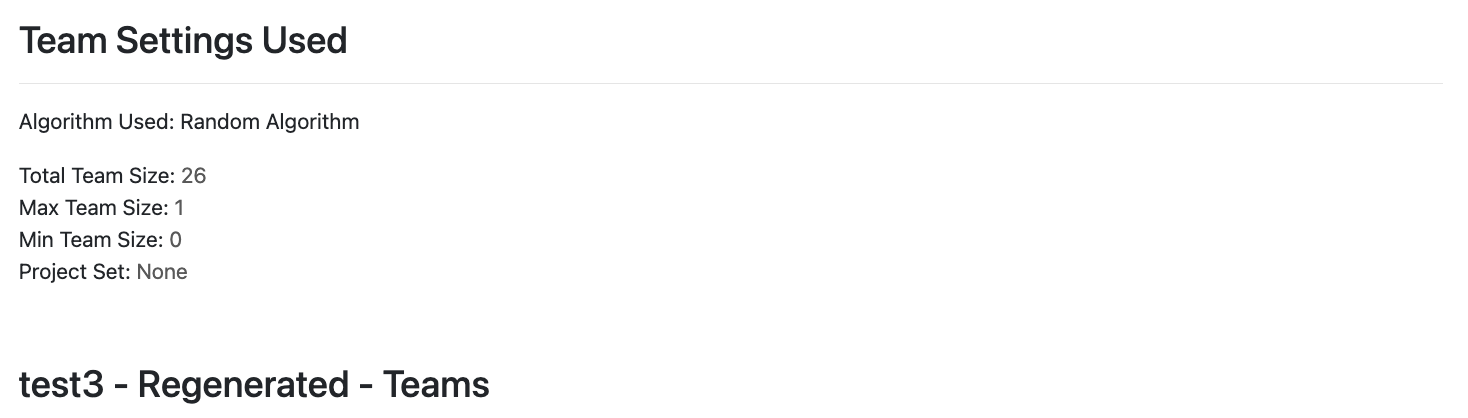 Team Settings Used
Algorithm Used: Random Algorithm
Total Team Size: 26
Max Team Size: 1
Min Team Size: 0
Project Set: None
test3 - Regenerated - Teams